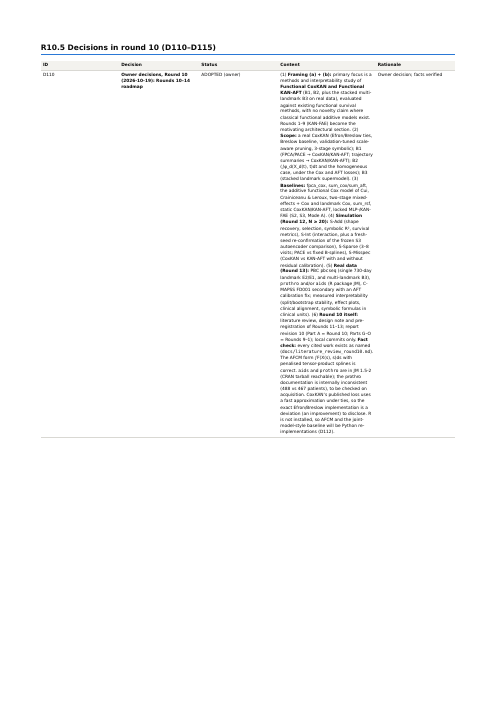 R10.5 Decisions in round 10 (D110–D115)
ID Decision Status Content Rationale
D110 Owner decisions, Round 10 ADOPTED (owner) (1) Framing (a) + (b): primary focus is a Owner decision; facts verified
(2026-10-19): Rounds 10–14 methods and interpretability study of
roadmap Functional CoxKAN and Functional
KAN-AFT (B1, B2, plus the stacked multi-
landmark B3 on real data), evaluated
against existing functional survival
methods, with no novelty claim where
classical functional additive models exist.
Rounds 1–9 (KAN-FAE) become the
motivating architectural section. (2)
Scope: a real CoxKAN (Efron/Breslow ties,
Breslow baseline, validation-tuned scale-
aware pruning, 3-stage symbolic); B1
(FPCA/PACE → CoxKAN/KAN-AFT; trajectory
summaries → CoxKAN/KAN-AFT); B2
and the homogeneous
case, under the Cox and AFT losses); B3
(stacked landmark supermodel). (3)
Baselines: fpca_cox, sum_cox/sum_aft,
the additive functional Cox model of Cui,
Crainiceanu & Leroux, two-stage mixed-
effects + Cox and landmark Cox, sum_rsf,
static CoxKAN/KAN-AFT, locked MLP-/KAN-
FAE (S2, S3, Mode A). (4) Simulation
(Round 12, N ≥ 20): S-Add (shape
recovery, selection, symbolic R², survival
metrics), S-Int (interaction, plus a fresh-
seed re-confirmation of the frozen S3
autoencoder comparison), S-Sparse (3–8
visits; PACE vs fixed B-splines), S-Misspec
(CoxKAN vs KAN-AFT with and without
residual calibration). (5) Real data
(Round 13): PBC pbcseq (single 730-day
landmark S2/E1, and multi-landmark B3),
prothro and/or aids (R package JM), C-
MAPSS FD001 secondary with an AFT
calibration fix; measured interpretability
(split/bootstrap stability, effect plots,
clinical alignment, symbolic formulas in
clinical units). (6) Round 10 itself:
literature review, design note and pre-
registration of Rounds 11–13; report
revision 10 (Part A = Round 10; Parts G–O
= Rounds 9–1); local commits only. Fact
check: every cited work exists as named
(docs/literature_review_round10.md).
The AFCM form ∫F(X(s), s)ds with
penalised tensor-product splines is
correct. aids and prothro are in JM 1.5-2
(CRAN tarball reachable); the prothro
documentation is internally inconsistent
(488 vs 467 patients), to be checked on
acquisition. CoxKAN's published loss uses
a fast approximation under ties, so the
exact Efron/Breslow implementation is a
deviation (an improvement) to disclose. R
is not installed, so AFCM and the joint-
model-style baseline will be Python re-
implementations (D112).